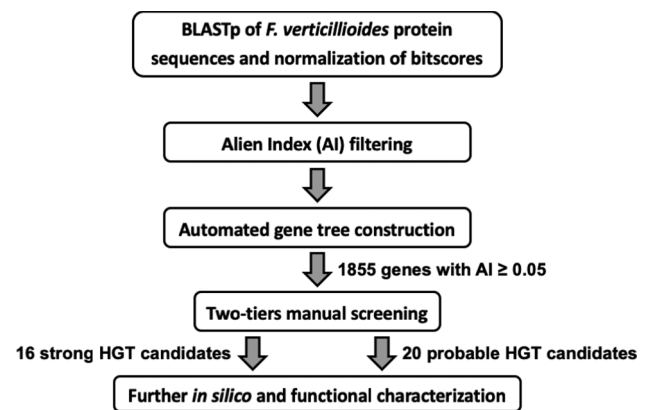 BLASTp of F. verticillioides protein
sequences and normalization of bitscores
Alien Index (AI) filtering
Automated gene tree construction
1855 genes with AI ≥ 0.05
Two-tiers manual screening
16 strong HGT candidates
20 probable HGT candidates
Further in silico and functional characterization